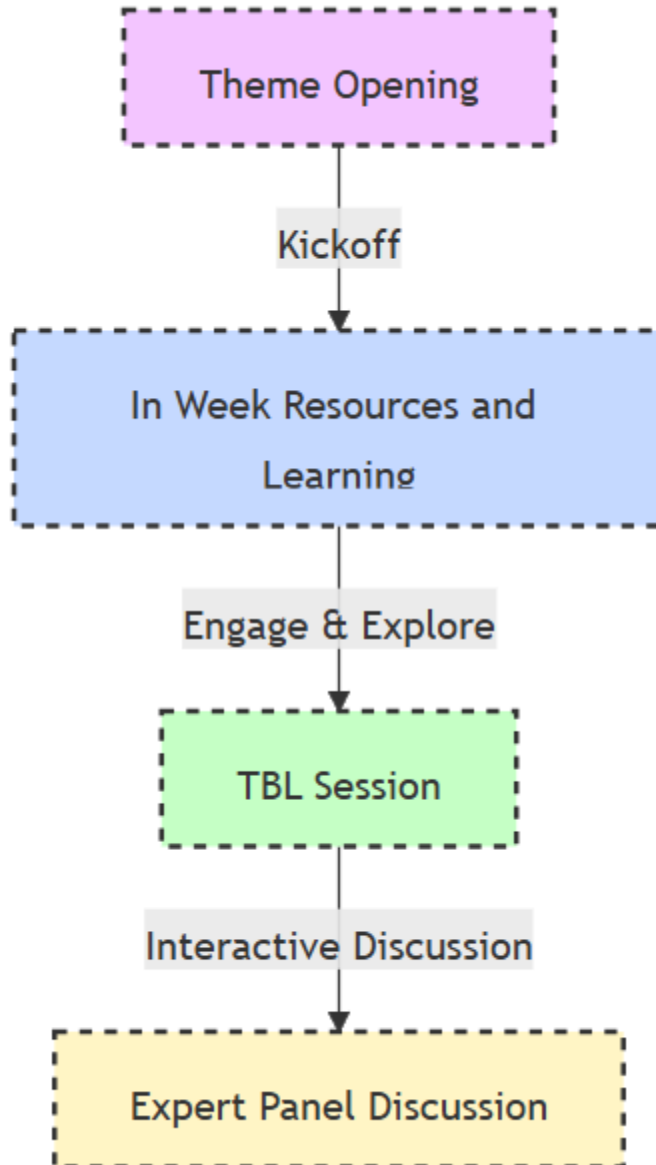 Theme Opening
Kickoff
In Week Resources and
Learning
Engage & Explore
TBL Session
Interactive Discussion
Expert Panel Discussion